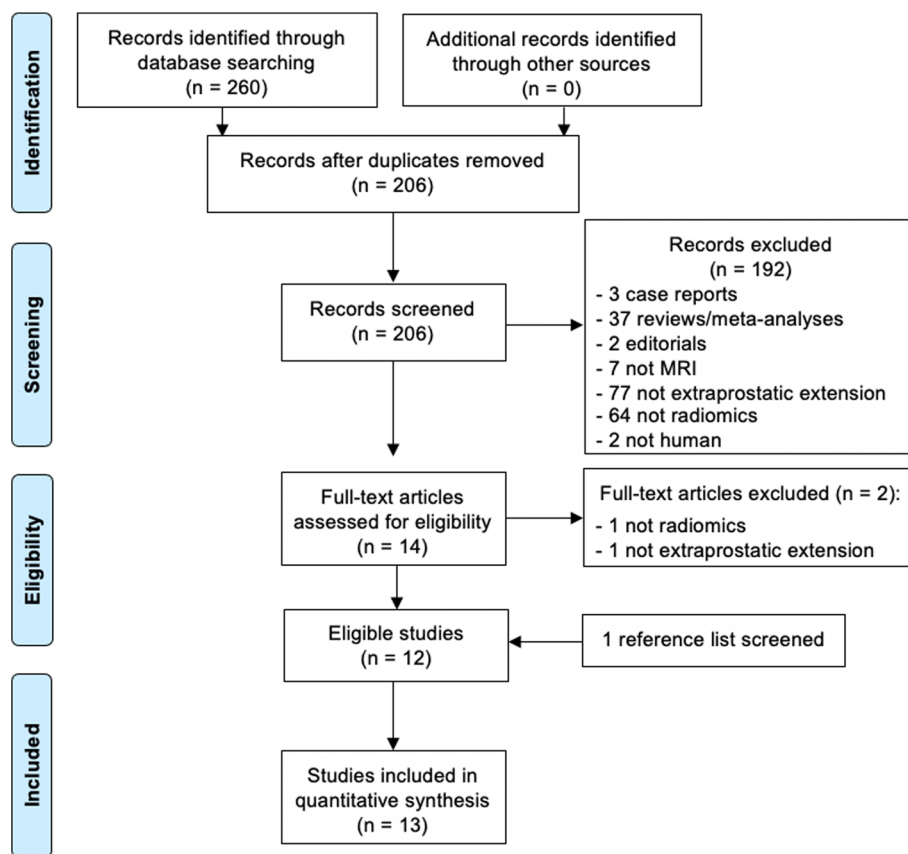 Identification
Records identified through
database searching
(n = 260)
Additional records identified
through other sources
(n = 0)
Records after duplicates removed
(n = 206)
Screening
Records screened
(n = 206)
Records excluded
(n = 192)
- 3 case reports
- 37 reviews/meta-analyses
- 2 editorials
- 7 not MRI
- 77 not extraprostatic extension
- 64 not radiomics
- 2 not human
Eligibility
Full-text articles
assessed for eligibility
(n = 14)
Full-text articles excluded (n = 2):
- 1 not radiomics
- 1 not extraprostatic extension
Eligible studies
(n = 12)
1 reference list screened
Included
Studies included in
quantitative synthesis
(n = 13)